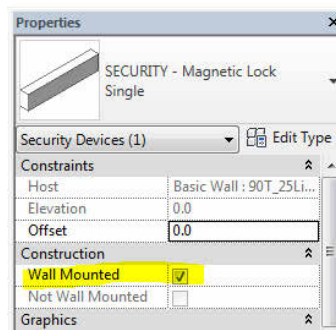 Properties
SECURITY - Magnetic Lock
Single
Security Devices (1) Edit Type
Constraints
Host Basic Wall : 90T_25Li...
Elevation 0.0
Offset 0.0
Construction
Wall Mounted
Not Wall Mounted
Graphics